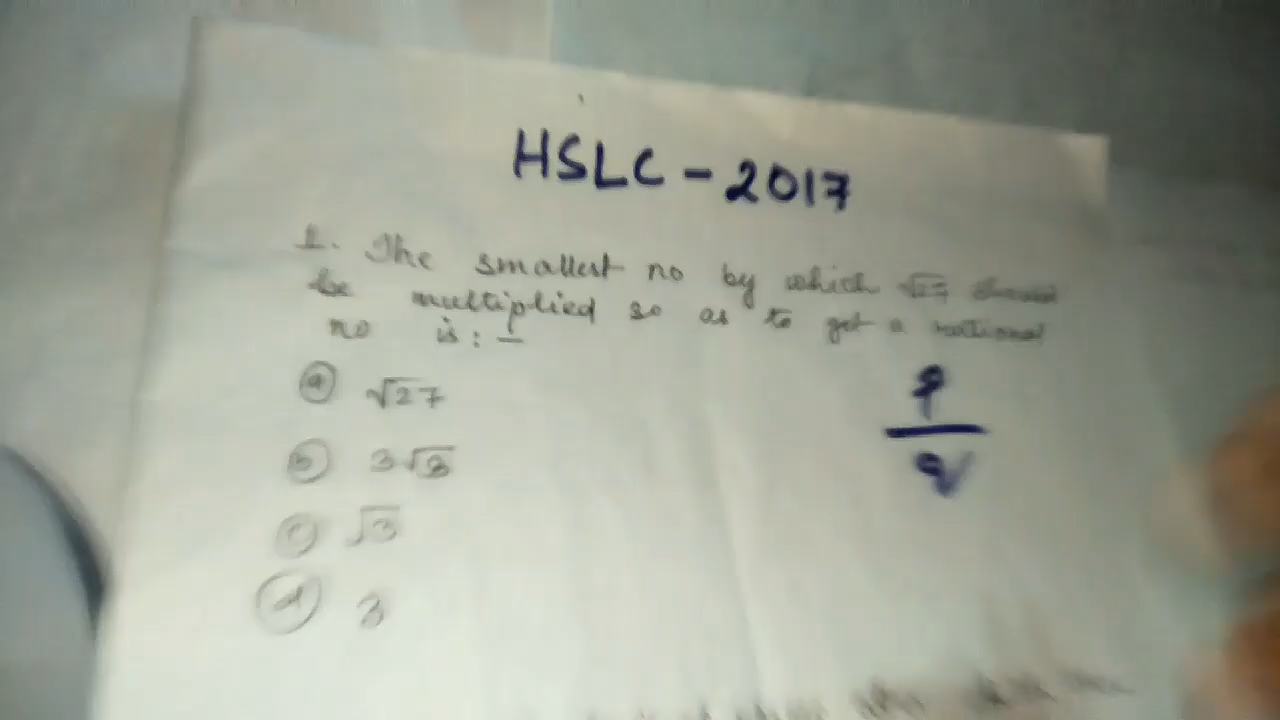 HSLC - 2017
1. The smallest no by which √27 should
be multiplied so as to get a rational
no is : -
(a) √27
(b) 3√3
(c) √3
(d) 3
p
q